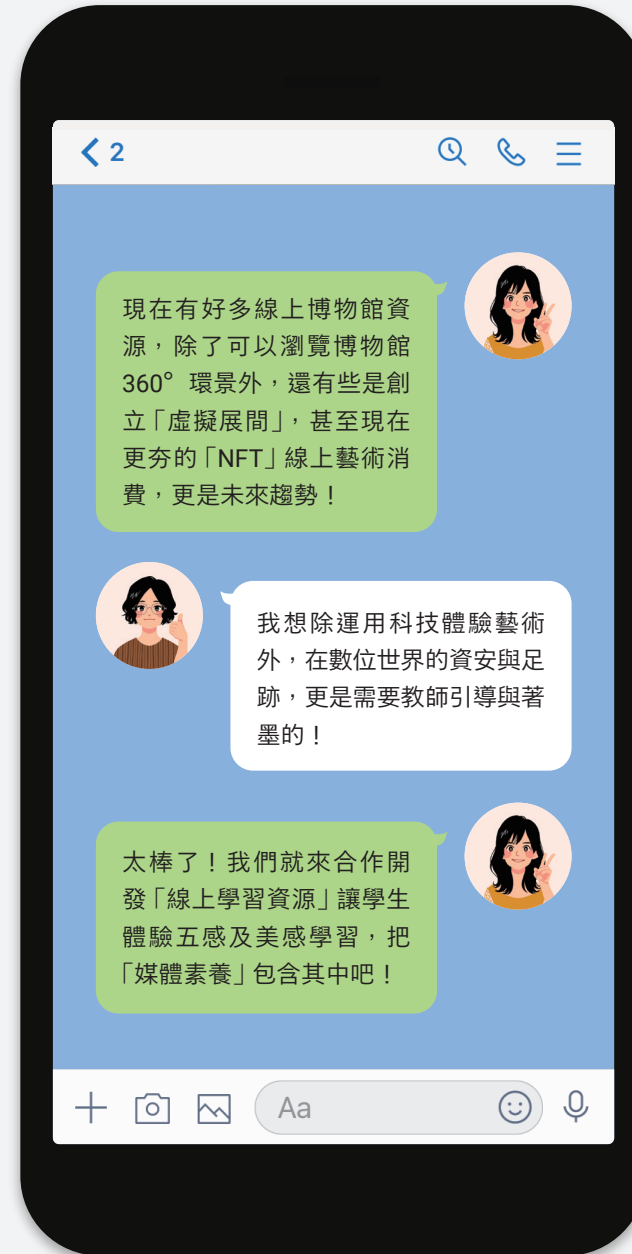 2
現在有好多線上博物館資
源，除了可以瀏覽博物館
360° 環景外，還有些是創
立「虛擬展間」，甚至現在
更夯的「NFT」線上藝術消
費，更是未來趨勢！
我想除運用科技體驗藝術
外，在數位世界的資安與足
跡，更是需要教師引導與著
墨的！
太棒了！我們就來合作開
發「線上學習資源」讓學生
體驗五感及美感學習，把
「媒體素養」包含其中吧！
Aa